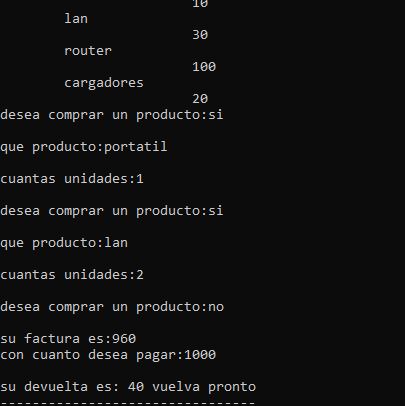 10
lan
30
router
100
cargadores
20
desea comprar un producto:si
que producto:portatil
cuantas unidades:1
desea comprar un producto:si
que producto:lan
cuantas unidades:2
desea comprar un producto:no
su factura es:960
con cuanto desea pagar:1000
su devuelta es: 40 vuelva pronto
--------------------------------